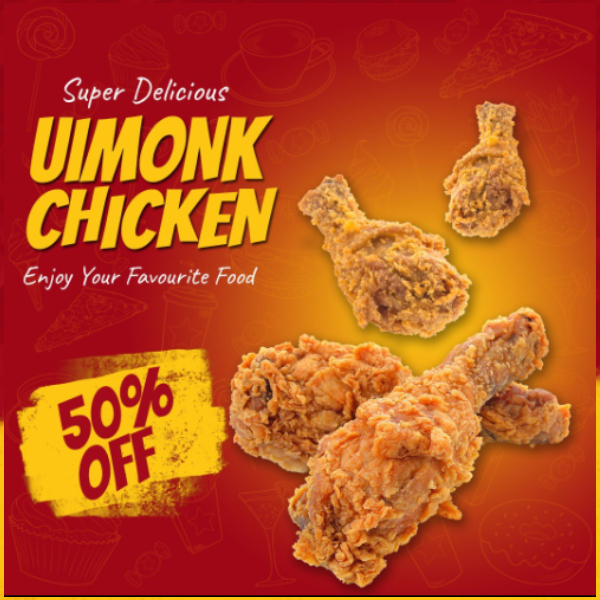 Super Delicious
UIMONK
CHICKEN
Enjoy Your Favourite Food
50%
OFF